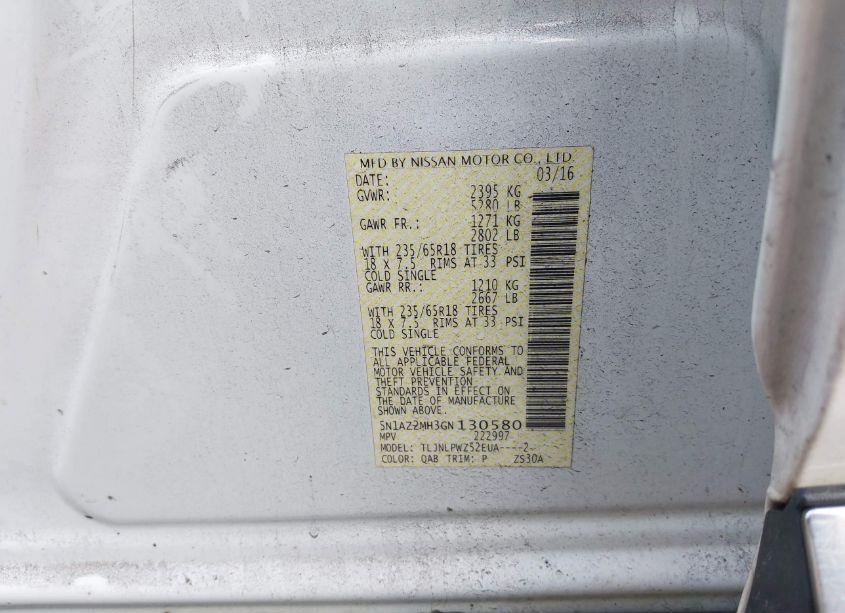 MFD BY NISSAN MOTOR CO., LTD.
DATE: 03/16
GVWR: 2395 KG
5280 LB
GAWR FR.: 1271 KG
2802 LB
WITH 235/65R18 TIRES
18 X 7.5 RIMS AT 33 PSI
COLD SINGLE
GAWR RR.: 1210 KG
2667 LB
WITH 235/65R18 TIRES
18 X 7.5 RIMS AT 33 PSI
COLD SINGLE
THIS VEHICLE CONFORMS TO
ALL APPLICABLE FEDERAL
MOTOR VEHICLE SAFETY AND
THEFT PREVENTION
STANDARDS IN EFFECT ON
THE DATE OF MANUFACTURE
SHOWN ABOVE.
5N1AZ2MH3GN130580
MPV 222997
MODEL: TLJNLPWZ52EUA----2-
COLOR: QAB TRIM: P ZS30A